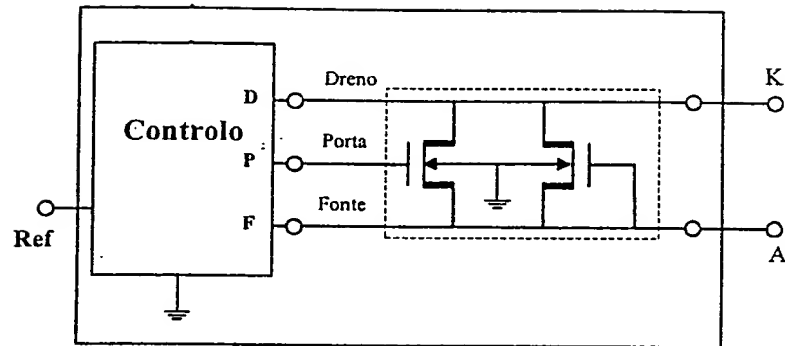 D Dreno K
Controlo
P Porta
Ref
F Fonte
A